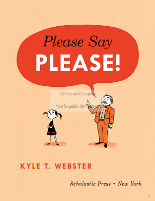 Please Say
PLEASE!
KYLE T. WEBSTER
Scholastic Press • New York